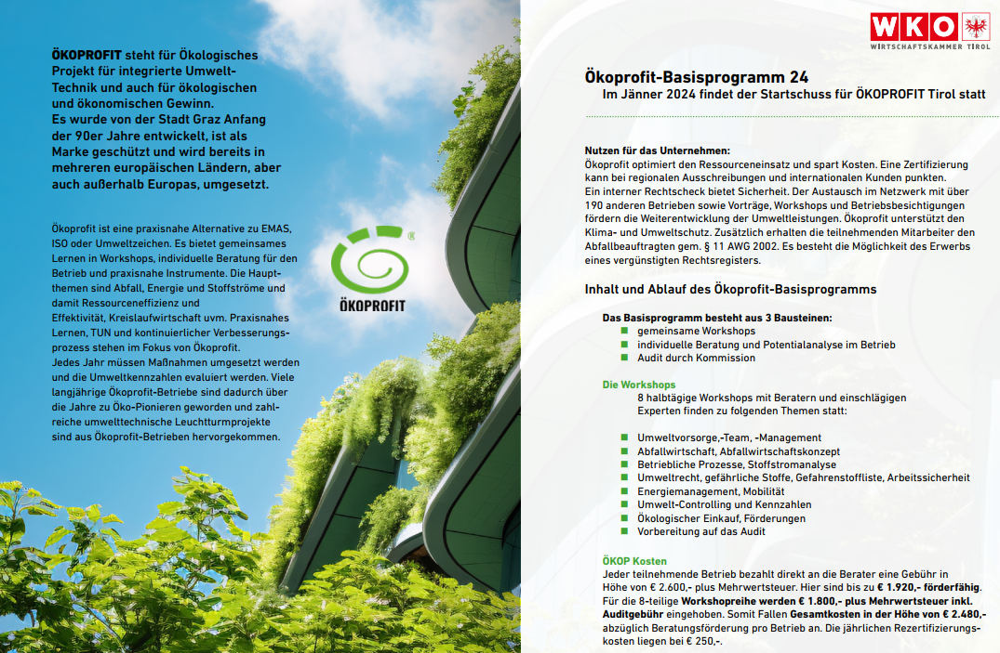 ÖKOPROFIT steht für Ökologisches
Projekt für integrierte Umwelt-
Technik und auch für ökologischen
und ökonomischen Gewinn.
Es wurde von der Stadt Graz Anfang
der 90er Jahre entwickelt, ist als
Marke geschützt und wird bereits in
mehreren europäischen Ländern, aber
auch außerhalb Europas, umgesetzt.
Ökoprofit ist eine praxisnahe Alternative zu EMAS,
ISO oder Umweltzeichen. Es bietet gemeinsames
Lernen in Workshops, individuelle Beratung für den
Betrieb und praxisnahe Instrumente. Die Haupt-
themen sind Abfall, Energie und Stoffströme und
damit Ressourceneffizienz und
Effektivität, Kreislaufwirtschaft uvm. Praxisnahes
Lernen, TUN und kontinuierlicher Verbesserungs-
prozess stehen im Fokus von Ökoprofit.
Jedes Jahr müssen Maßnahmen umgesetzt werden
und die Umweltkennzahlen evaluiert werden. Viele
langjährige Ökoprofit-Betriebe sind dadurch über
die Jahre zu Öko-Pionieren geworden und zahl-
reiche umwelttechnische Leuchtturmprojekte
sind aus Ökoprofit-Betrieben hervorgekommen.
®
ÖKOPROFIT
WKO
WIRTSCHAFTSKAMMER TIROL
Ökoprofit-Basisprogramm 24
Im Jänner 2024 findet der Startschuss für ÖKOPROFIT Tirol statt
Nutzen für das Unternehmen:
Ökoprofit optimiert den Ressourceneinsatz und spart Kosten. Eine Zertifizierung
kann bei regionalen Ausschreibungen und internationalen Kunden punkten.
Ein interner Rechtscheck bietet Sicherheit. Der Austausch im Netzwerk mit über
190 anderen Betrieben sowie Vorträge, Workshops und Betriebsbesichtigungen
fördern die Weiterentwicklung der Umweltleistungen. Ökoprofit unterstützt den
Klima- und Umweltschutz. Zusätzlich erhalten die teilnehmenden Mitarbeiter den
Abfallbeauftragten gem. § 11 AWG 2002. Es besteht die Möglichkeit des Erwerbs
eines vergünstigten Rechtsregisters.
Inhalt und Ablauf des Ökoprofit-Basisprogramms
Das Basisprogramm besteht aus 3 Bausteinen:
■ gemeinsame Workshops
■ individuelle Beratung und Potentialanalyse im Betrieb
■ Audit durch Kommission
Die Workshops
8 halbtägige Workshops mit Beratern und einschlägigen
Experten finden zu folgenden Themen statt:
■ Umweltvorsorge,-Team, -Management
■ Abfallwirtschaft, Abfallwirtschaftskonzept
■ Betriebliche Prozesse, Stoffstromanalyse
■ Umweltrecht, gefährliche Stoffe, Gefahrenstoffliste, Arbeitssicherheit
■ Energiemanagement, Mobilität
■ Umwelt-Controlling und Kennzahlen
■ Ökologischer Einkauf, Förderungen
■ Vorbereitung auf das Audit
ÖKOP Kosten
Jeder teilnehmende Betrieb bezahlt direkt an die Berater eine Gebühr in
Höhe von € 2.600,- plus Mehrwertsteuer. Hier sind bis zu € 1.920,- förderfähig.
Für die 8-teilige Workshopreihe werden € 1.800,- plus Mehrwertsteuer inkl.
Auditgebühr eingehoben. Somit Fallen Gesamtkosten in der Höhe von € 2.480,-
abzüglich Beratungsförderung pro Betrieb an. Die jährlichen Rezertifizierungs-
kosten liegen bei € 250,-.